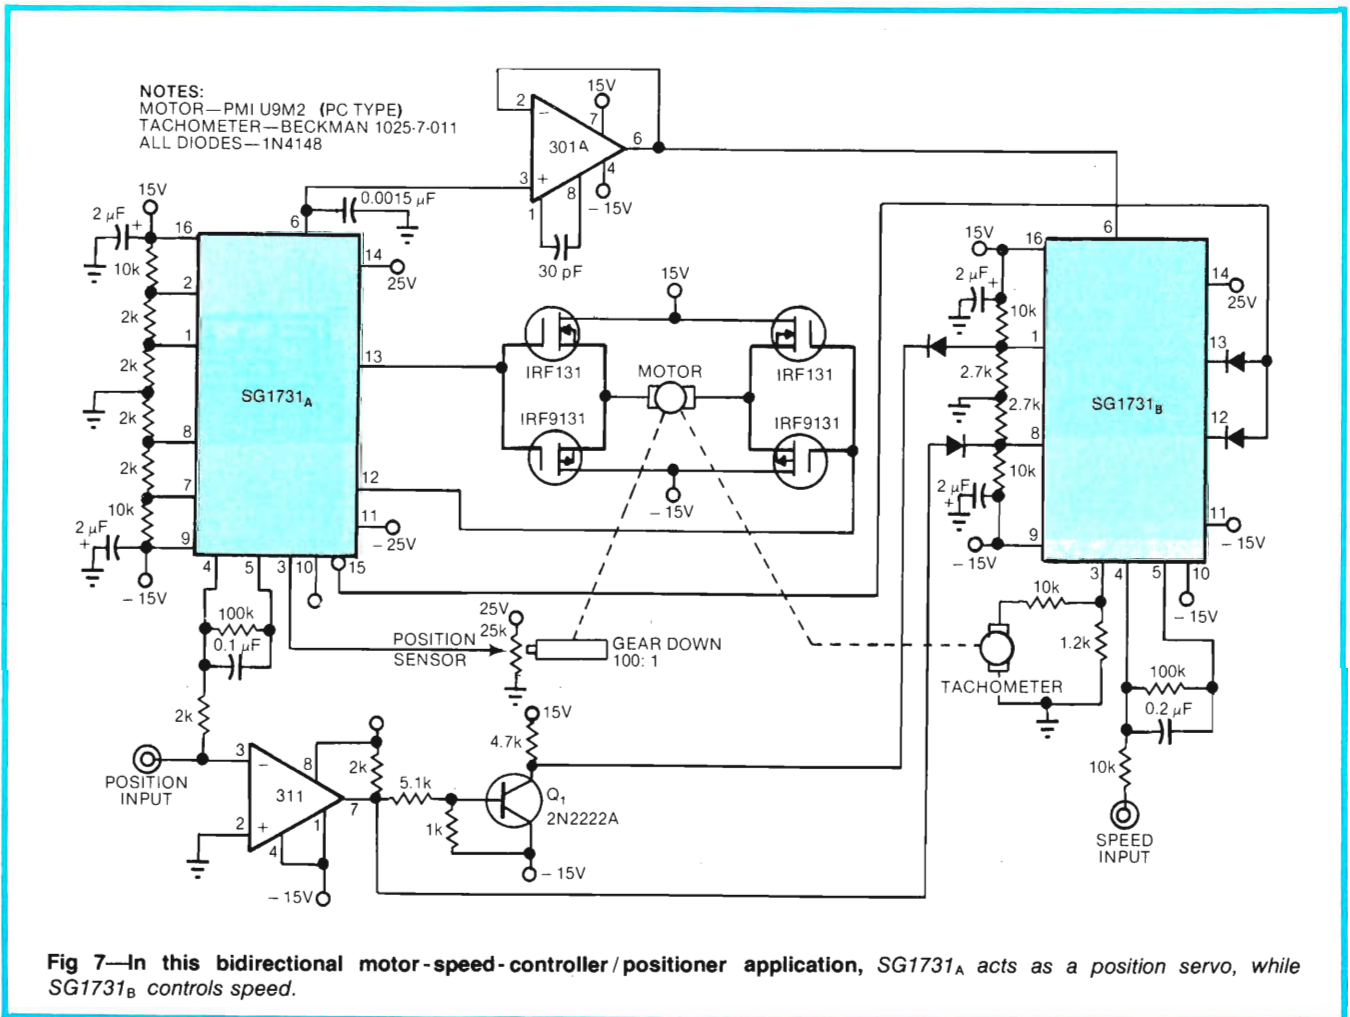 NOTES:
MOTOR—PMI U9M2 (PC TYPE)
TACHOMETER—BECKMAN 1025-7-011
ALL DIODES—1N4148
15V
2
−
7
301A
6
3
+
4
8
1
− 15V
30 pF
0.0015 µF
6
15V
2 µF
+
16
10k
2
2k
1
2k
2k
8
2k
7
10k
2 µF
+
9
− 15V
SG1731A
14
25V
13
12
11
− 25V
4
5
3
10
15
15V
IRF131
IRF131
MOTOR
IRF9131
IRF9131
− 15V
6
15V
16
2 µF
+
10k
1
2.7k
2.7k
8
10k
2 µF
+
9
− 15V
SG1731B
14
25V
13
12
11
− 15V
3
4
5
10
− 15V
100k
0.1 µF
2k
POSITION
SENSOR
25V
25k
GEAR DOWN
100: 1
10k
1.2k
TACHOMETER
100k
0.2 µF
10k
SPEED
INPUT
POSITION
INPUT
3
−
8
311
7
2
+
1
4
− 15V
2k
5.1k
1k
15V
4.7k
Q1
2N2222A
− 15V
Fig 7—In this bidirectional motor-speed-controller/positioner application, SG1731A acts as a position servo, while
SG1731B controls speed.